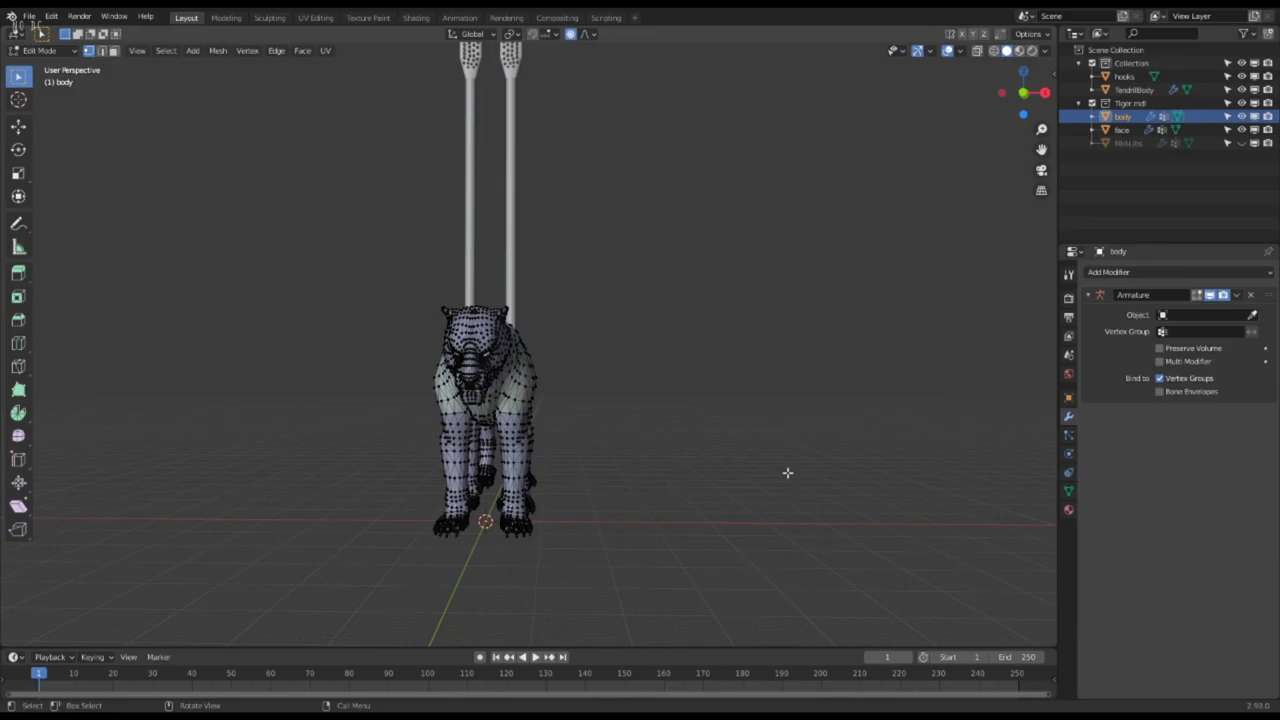 File Edit Render Window Help Layout Modeling Sculpting UV Editing Texture Paint Shading Animation Rendering Compositing Scripting + Scene View Layer
Global Options X Y Z
Edit Mode View Select Add Mesh Vertex Edge Face UV
User Perspective
(1) body
Scene Collection
Collection
hooks
TendrilBody
Tiger.mdl
body
face
body
Add Modifier
Armature
Object
Vertex Group
Preserve Volume
Multi Modifier
Bind to Vertex Groups
Bone Envelopes
Playback Keying View Marker 1 Start 1 End 250
1 10 20 30 40 50 60 70 80 90 100 110 120 130 140 150 160 170 180 190 200 210 220 230 240 250
Select Box Select Rotate View Call Menu 2.90.0